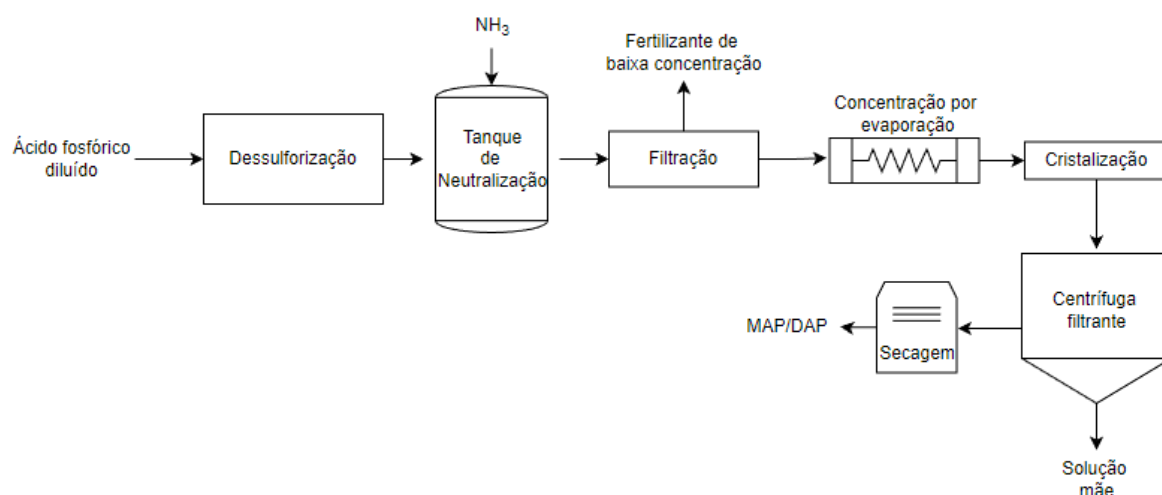 NH₃
Fertilizante de
baixa concentração
Concentração por
evaporação
Ácido fosfórico
diluído
Dessulforização
Tanque
de
Neutralização
Filtração
Cristalização
MAP/DAP
Secagem
Centrífuga
filtrante
Solução
mãe